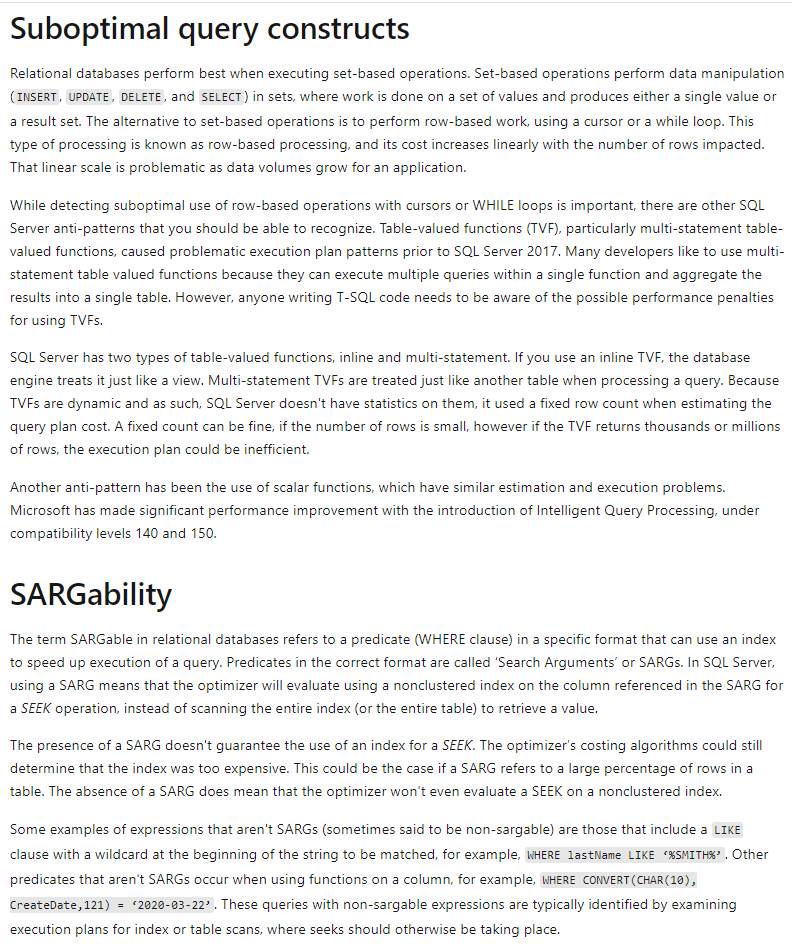 Suboptimal query constructs
Relational databases perform best when executing set-based operations. Set-based operations perform data manipulation
(INSERT, UPDATE, DELETE, and SELECT) in sets, where work is done on a set of values and produces either a single value or
a result set. The alternative to set-based operations is to perform row-based work, using a cursor or a while loop. This
type of processing is known as row-based processing, and its cost increases linearly with the number of rows impacted.
That linear scale is problematic as data volumes grow for an application.
While detecting suboptimal use of row-based operations with cursors or WHILE loops is important, there are other SQL
Server anti-patterns that you should be able to recognize. Table-valued functions (TVF), particularly multi-statement table-
valued functions, caused problematic execution plan patterns prior to SQL Server 2017. Many developers like to use multi-
statement table valued functions because they can execute multiple queries within a single function and aggregate the
results into a single table. However, anyone writing T-SQL code needs to be aware of the possible performance penalties
for using TVFs.
SQL Server has two types of table-valued functions, inline and multi-statement. If you use an inline TVF, the database
engine treats it just like a view. Multi-statement TVFs are treated just like another table when processing a query. Because
TVFs are dynamic and as such, SQL Server doesn't have statistics on them, it used a fixed row count when estimating the
query plan cost. A fixed count can be fine, if the number of rows is small, however if the TVF returns thousands or millions
of rows, the execution plan could be inefficient.
Another anti-pattern has been the use of scalar functions, which have similar estimation and execution problems.
Microsoft has made significant performance improvement with the introduction of Intelligent Query Processing, under
compatibility levels 140 and 150.
SARGability
The term SARGable in relational databases refers to a predicate (WHERE clause) in a specific format that can use an index
to speed up execution of a query. Predicates in the correct format are called ‘Search Arguments’ or SARGs. In SQL Server,
using a SARG means that the optimizer will evaluate using a nonclustered index on the column referenced in the SARG for
a SEEK operation, instead of scanning the entire index (or the entire table) to retrieve a value.
The presence of a SARG doesn't guarantee the use of an index for a SEEK. The optimizer's costing algorithms could still
determine that the index was too expensive. This could be the case if a SARG refers to a large percentage of rows in a
table. The absence of a SARG does mean that the optimizer won't even evaluate a SEEK on a nonclustered index.
Some examples of expressions that aren't SARGs (sometimes said to be non-sargable) are those that include a LIKE
clause with a wildcard at the beginning of the string to be matched, for example, WHERE lastName LIKE ‘%SMITH%’. Other
predicates that aren't SARGs occur when using functions on a column, for example, WHERE CONVERT(CHAR(10),
CreateDate,121) = ‘2020-03-22’. These queries with non-sargable expressions are typically identified by examining
execution plans for index or table scans, where seeks should otherwise be taking place.